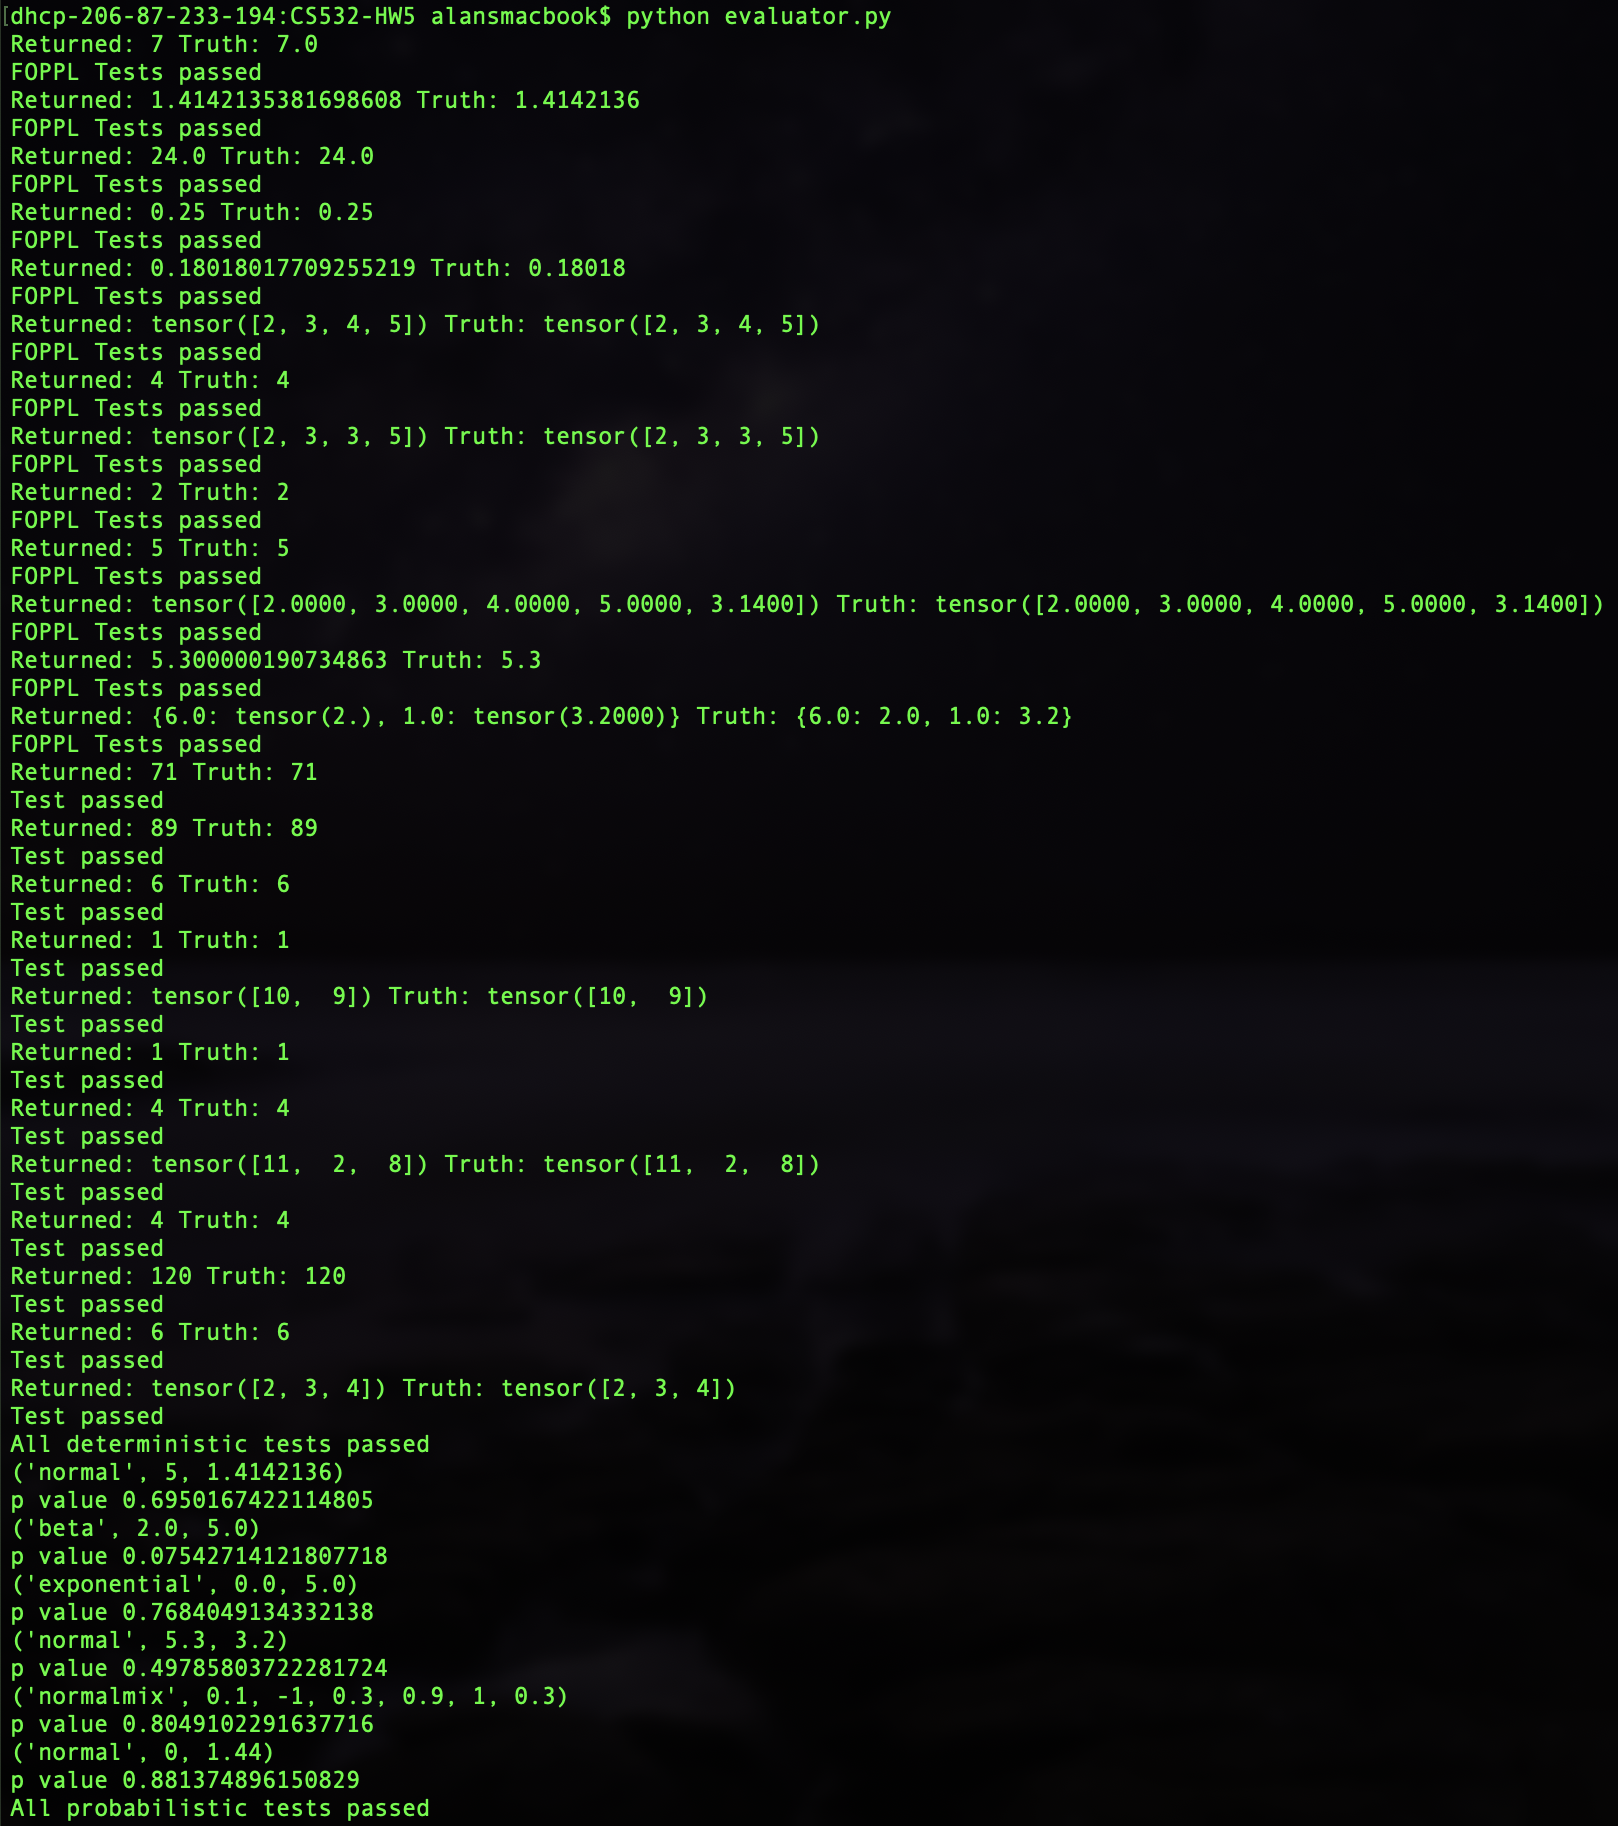 [dhcp-206-87-233-194:CS532-HW5 alansmacbook$ python evaluator.py
Returned: 7 Truth: 7.0
FOPPL Tests passed
Returned: 1.4142135381698608 Truth: 1.4142136
FOPPL Tests passed
Returned: 24.0 Truth: 24.0
FOPPL Tests passed
Returned: 0.25 Truth: 0.25
FOPPL Tests passed
Returned: 0.18018017709255219 Truth: 0.18018
FOPPL Tests passed
Returned: tensor([2, 3, 4, 5]) Truth: tensor([2, 3, 4, 5])
FOPPL Tests passed
Returned: 4 Truth: 4
FOPPL Tests passed
Returned: tensor([2, 3, 3, 5]) Truth: tensor([2, 3, 3, 5])
FOPPL Tests passed
Returned: 2 Truth: 2
FOPPL Tests passed
Returned: 5 Truth: 5
FOPPL Tests passed
Returned: tensor([2.0000, 3.0000, 4.0000, 5.0000, 3.1400]) Truth: tensor([2.0000, 3.0000, 4.0000, 5.0000, 3.1400])
FOPPL Tests passed
Returned: 5.300000190734863 Truth: 5.3
FOPPL Tests passed
Returned: {6.0: tensor(2.), 1.0: tensor(3.2000)} Truth: {6.0: 2.0, 1.0: 3.2}
FOPPL Tests passed
Returned: 71 Truth: 71
Test passed
Returned: 89 Truth: 89
Test passed
Returned: 6 Truth: 6
Test passed
Returned: 1 Truth: 1
Test passed
Returned: tensor([10,  9]) Truth: tensor([10,  9])
Test passed
Returned: 1 Truth: 1
Test passed
Returned: 4 Truth: 4
Test passed
Returned: tensor([11,  2,  8]) Truth: tensor([11,  2,  8])
Test passed
Returned: 4 Truth: 4
Test passed
Returned: 120 Truth: 120
Test passed
Returned: 6 Truth: 6
Test passed
Returned: tensor([2, 3, 4]) Truth: tensor([2, 3, 4])
Test passed
All deterministic tests passed
('normal', 5, 1.4142136)
p value 0.69501674221​14805
('beta', 2.0, 5.0)
p value 0.075427141218​07718
('exponential', 0.0, 5.0)
p value 0.7684049134332138
('normal', 5.3, 3.2)
p value 0.49785803722281724
('normalmix', 0.1, -1, 0.3, 0.9, 1, 0.3)
p value 0.8049102291637716
('normal', 0, 1.44)
p value 0.881374896150829
All probabilistic tests passed